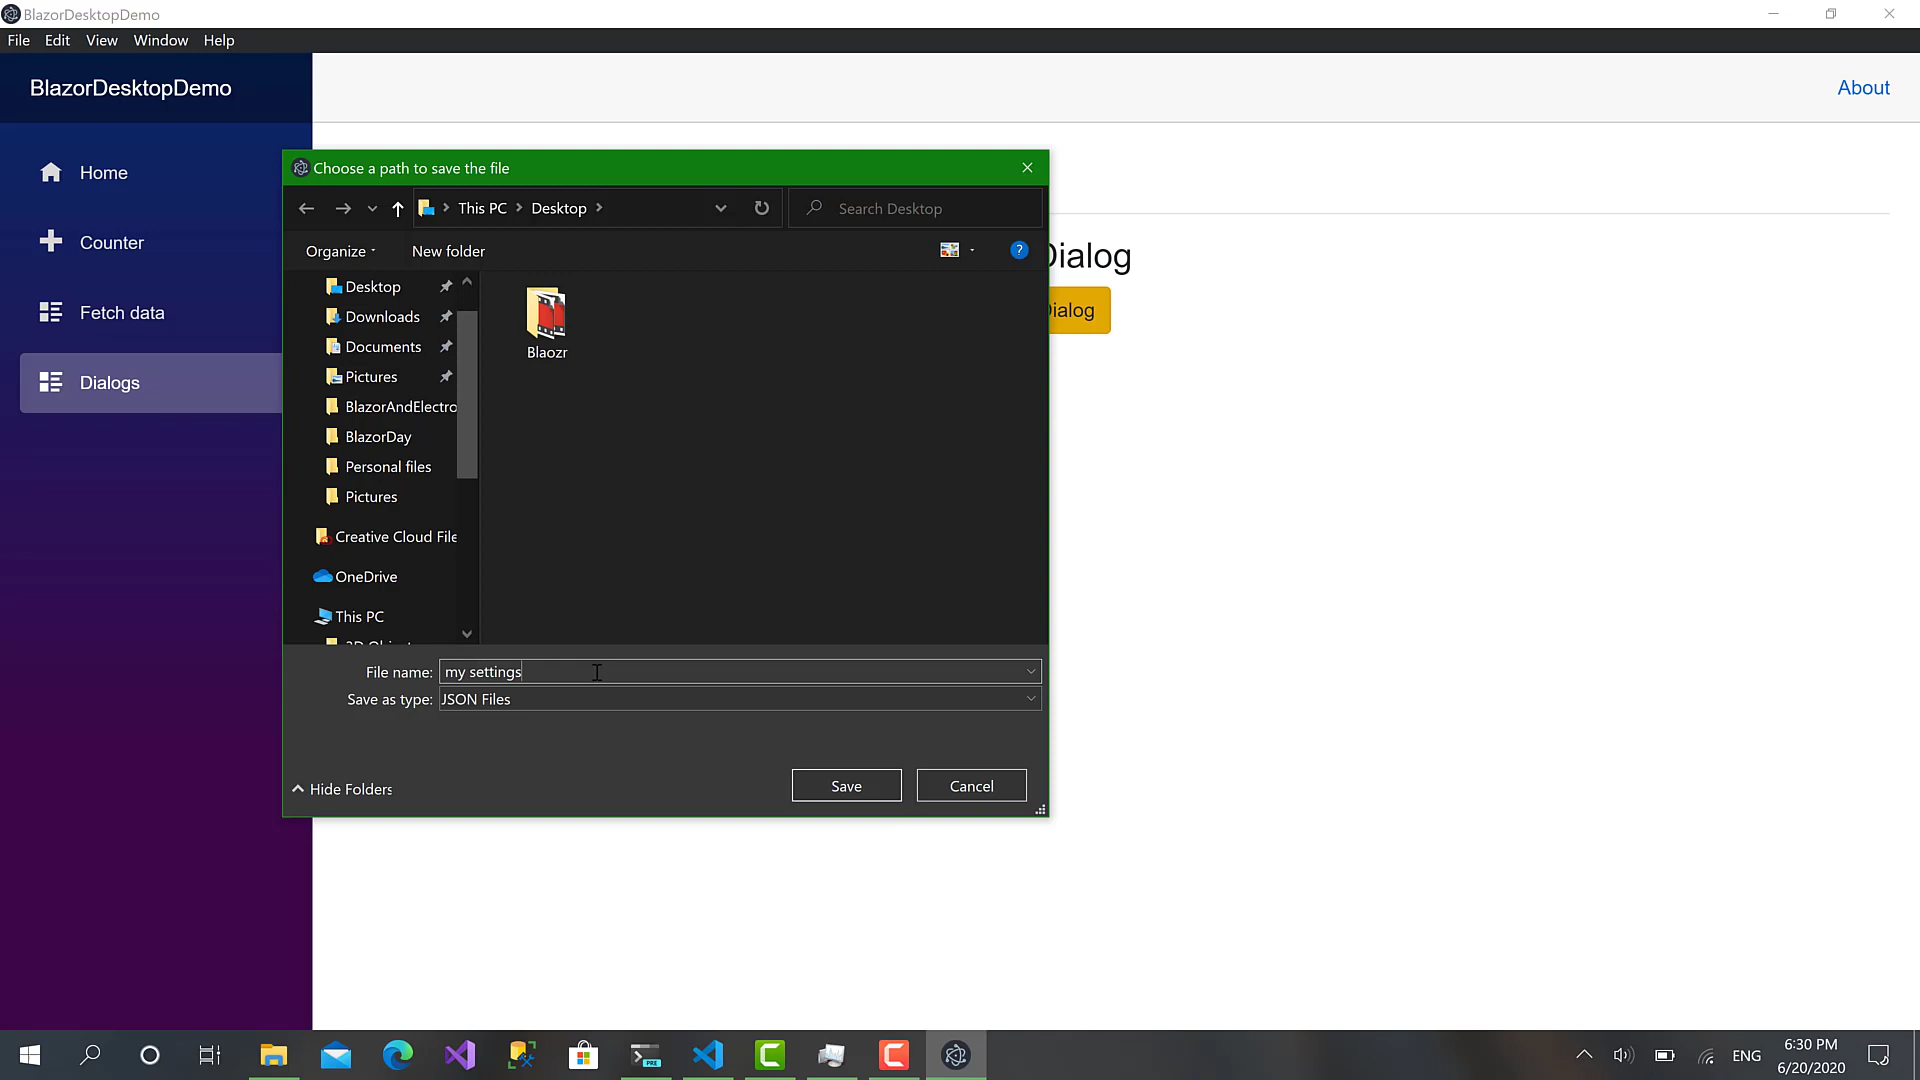 BlazorDesktopDemo
File Edit View Window Help
BlazorDesktopDemo
About
Home
Counter
Fetch data
Dialogs
Choose a path to save the file
This PC > Desktop >
Search Desktop
Organize
New folder
?
Desktop
Downloads
Documents
Pictures
BlazorAndElectro
BlazorDay
Personal files
Pictures
Creative Cloud File
OneDrive
This PC
Blaozr
Dialog
Dialog
File name: my settings
Save as type: JSON Files
Hide Folders
Save
Cancel
PRE
ENG
6:30 PM
6/20/2020